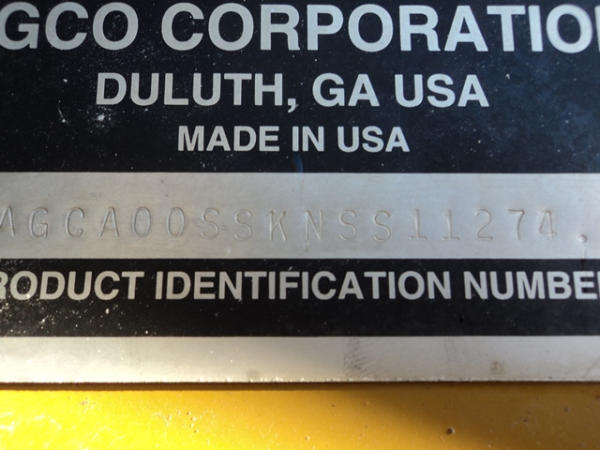 GCO CORPORATIO
DULUTH, GA USA
MADE IN USA
AGCA00SSKNSS11274.
RODUCT IDENTIFICATION NUMBE